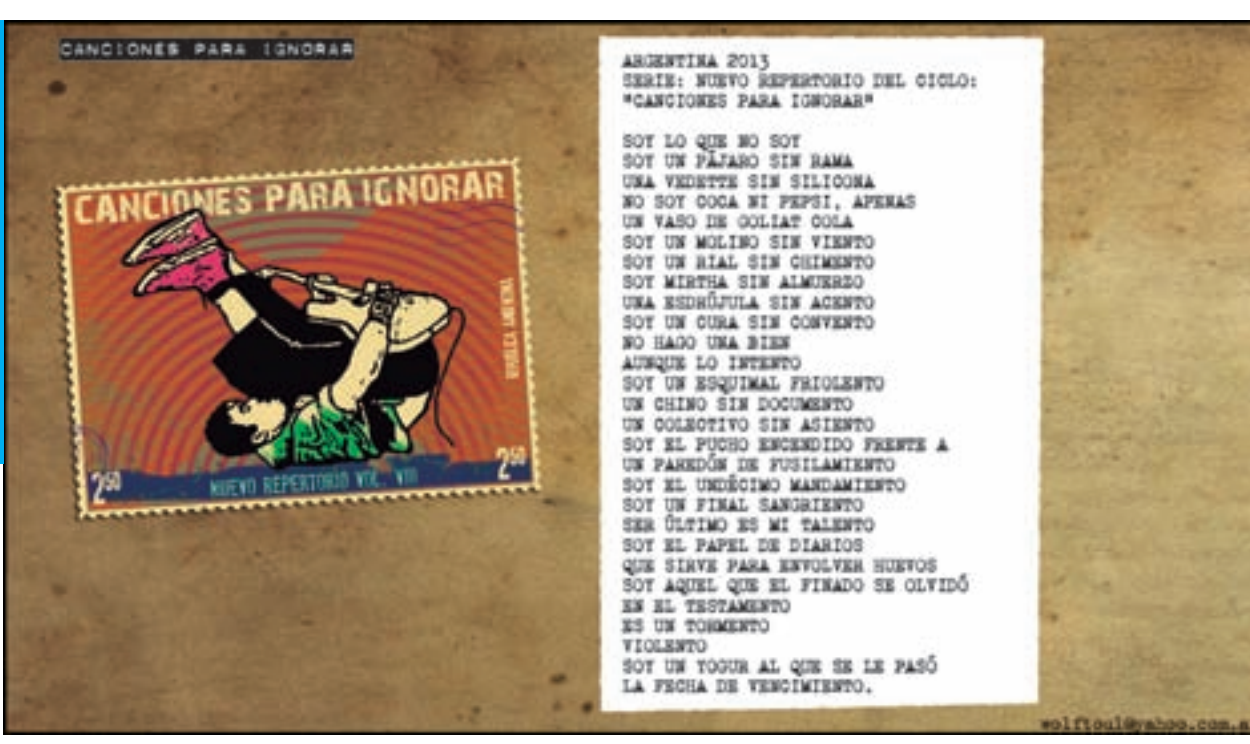 CANCIONES PARA IGNORAR
CANCIONES PARA IGNORAR
REPUBLICA ARGENTINA
2⁵⁰
NUEVO REPERTORIO VOL. VIII
2⁵⁰
ARGENTINA 2013
SERIE: NUEVO REPERTORIO DEL CICLO:
"CANCIONES PARA IGNORAR"
SOY LO QUE NO SOY
SOY UN PÁJARO SIN RAMA
UNA VEDETTE SIN SILICONA
NO SOY COCA NI PEPSI, APENAS
UN VASO DE GOLIAT COLA
SOY UN MOLINO SIN VIENTO
SOY UN RIAL SIN CHIMENTO
SOY MIRTHA SIN ALMUERZO
UNA ESDRÚJULA SIN ACENTO
SOY UN CURA SIN CONVENTO
NO HAGO UNA BIEN
AUNQUE LO INTENTO
SOY UN ESQUIMAL FRIOLENTO
UN CHINO SIN DOCUMENTO
UN COLECTIVO SIN ASIENTO
SOY EL PUCHO ENCENDIDO FRENTE A
UN PAREDÓN DE FUSILAMIENTO
SOY EL UNDÉCIMO MANDAMIENTO
SOY UN FINAL SANGRIENTO
SER ÚLTIMO ES MI TALENTO
SOY EL PAPEL DE DIARIOS
QUE SIRVE PARA ENVOLVER HUEVOS
SOY AQUEL QUE EL FINADO SE OLVIDÓ
EN EL TESTAMENTO
ES UN TORMENTO
VIOLENTO
SOY UN YOGUR AL QUE SE LE PASÓ
LA FECHA DE VENCIMIENTO.
wolftoul@yahoo.com.a